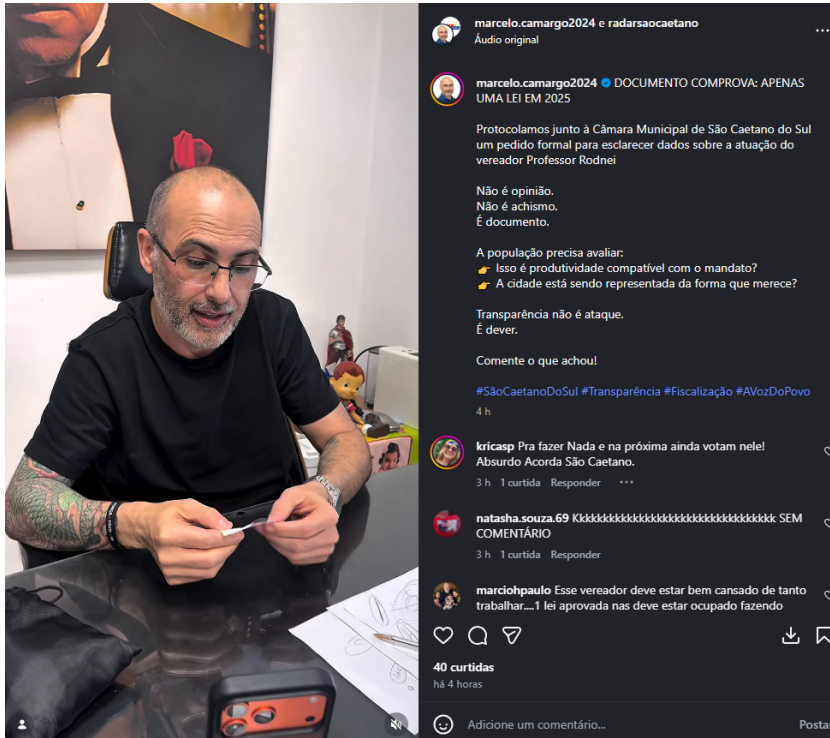 marcelo.camargo2024 e radarsaocaetano
Áudio original
marcelo.camargo2024 DOCUMENTO COMPROVA: APENAS
UMA LEI EM 2025
Protocolamos junto à Câmara Municipal de São Caetano do Sul
um pedido formal para esclarecer dados sobre a atuação do
vereador Professor Rodnei
Não é opinião.
Não é achismo.
É documento.
A população precisa avaliar:
👉 Isso é produtividade compatível com o mandato?
👉 A cidade está sendo representada da forma que merece?
Transparência não é ataque.
É dever.
Comente o que achou!
#SãoCaetanoDoSul #Transparência #Fiscalização #AVozDoPovo
4 h
kricasp Pra fazer Nada e na próxima ainda votam nele!
Absurdo Acorda São Caetano.
3 h 1 curtida Responder
natasha.souza.69 Kkkkkkkkkkkkkkkkkkkkkkkkkkkkkkkkkk SEM
COMENTÁRIO
3 h 1 curtida Responder
marciohpaulo Esse vereador deve estar bem cansado de tanto
trabalhar....1 lei aprovada nas deve estar ocupado fazendo
40 curtidas
há 4 horas
Adicione um comentário...
Postar